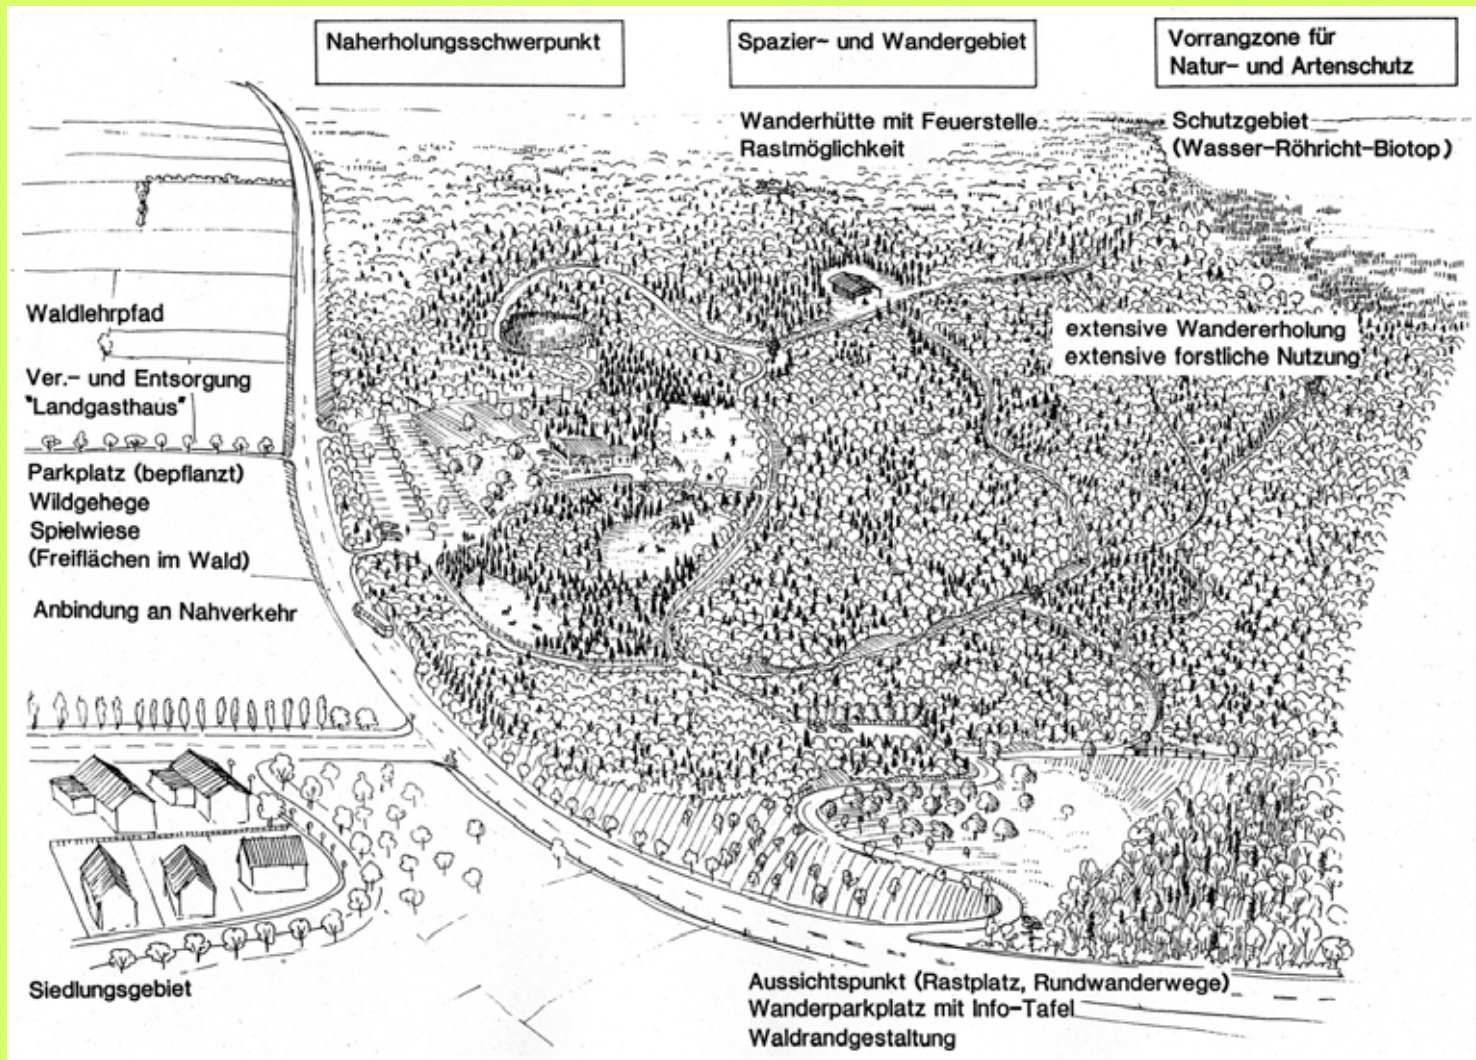 Naherholungsschwerpunkt
Spazier- und Wandergebiet
Vorrangzone für
Natur- und Artenschutz
Wanderhütte mit Feuerstelle
Rastmöglichkeit
Schutzgebiet
(Wasser-Röhricht-Biotop)
extensive Wandererholung
extensive forstliche Nutzung
Waldlehrpfad
Ver.- und Entsorgung
"Landgasthaus"
Parkplatz (bepflanzt)
Wildgehege
Spielwiese
(Freiflächen im Wald)
Anbindung an Nahverkehr
Siedlungsgebiet
Aussichtspunkt (Rastplatz, Rundwanderwege)
Wanderparkplatz mit Info-Tafel
Waldrandgestaltung